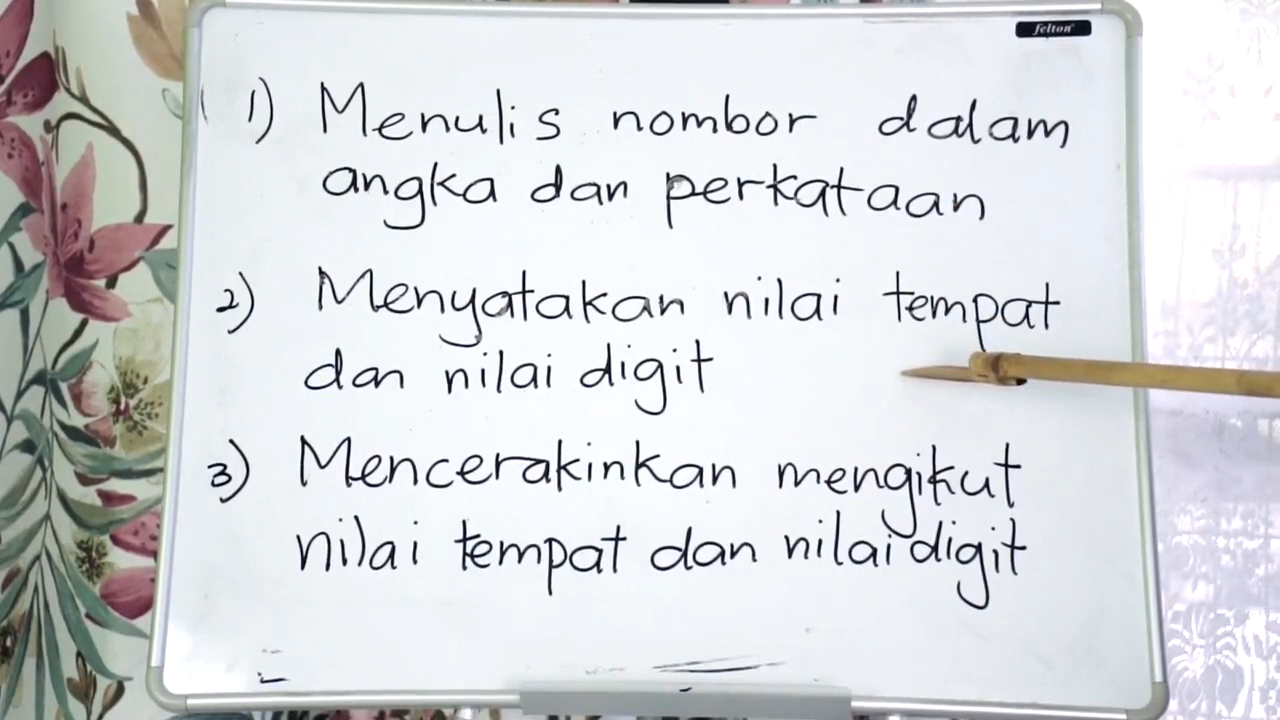 felton
1) Menulis nombor dalam
angka dan perkataan
2) Menyatakan nilai tempat
dan nilai digit
3) Mencerakinkan mengikut
nilai tempat dan nilai digit